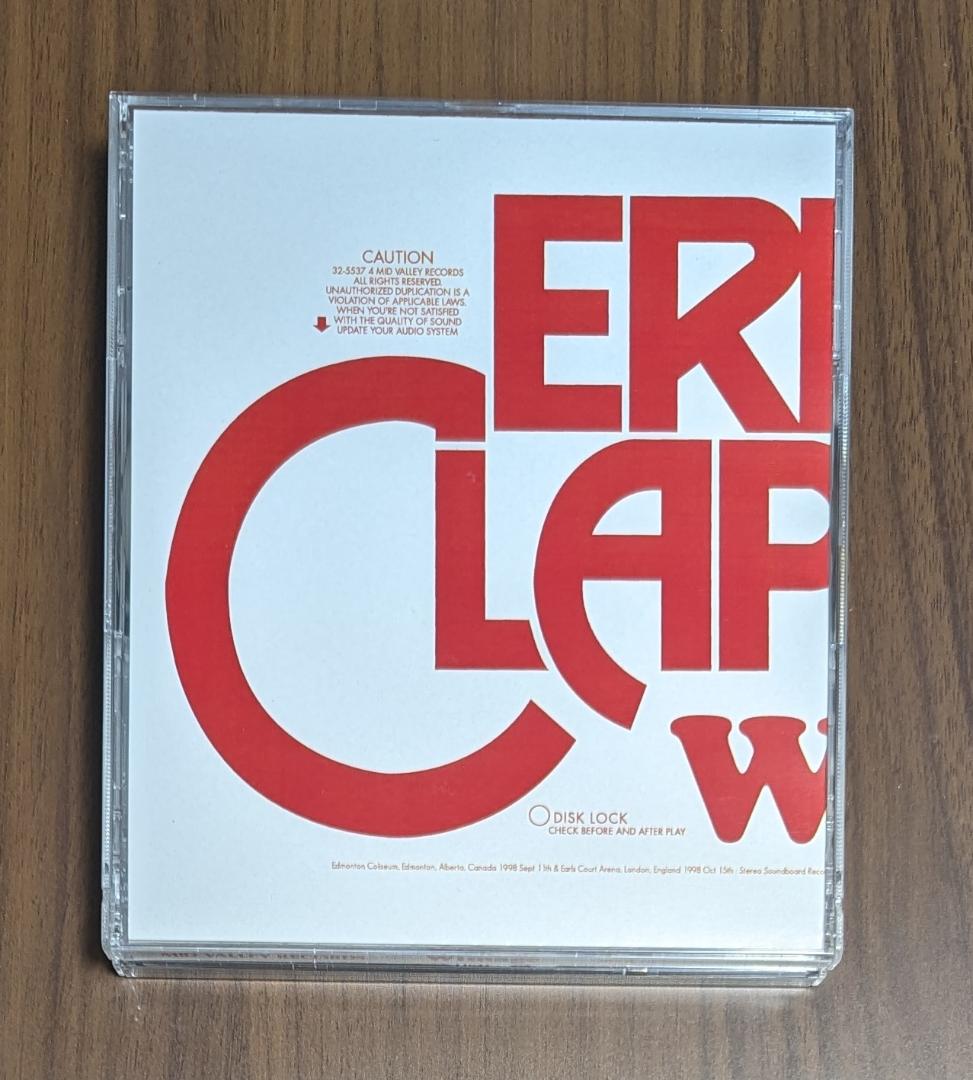 ERI
CAUTION
32-5537 4 MID VALLEY RECORDS
ALL RIGHTS RESERVED.
UNAUTHORIZED DUPLICATION IS A
VIOLATION OF APPLICABLE LAWS.
WHEN YOU'RE NOT SATISFIED
WITH THE QUALITY OF SOUND
UPDATE YOUR AUDIO SYSTEM
CLAP
W
DISK LOCK
CHECK BEFORE AND AFTER PLAY
Edmonton Coliseum, Edmonton, Alberta, Canada 1998 Sept 11th & Earls Court Arena, London, England 1998 Oct 15th : Stereo Soundboard Reco
MID VALLEY RECORDS